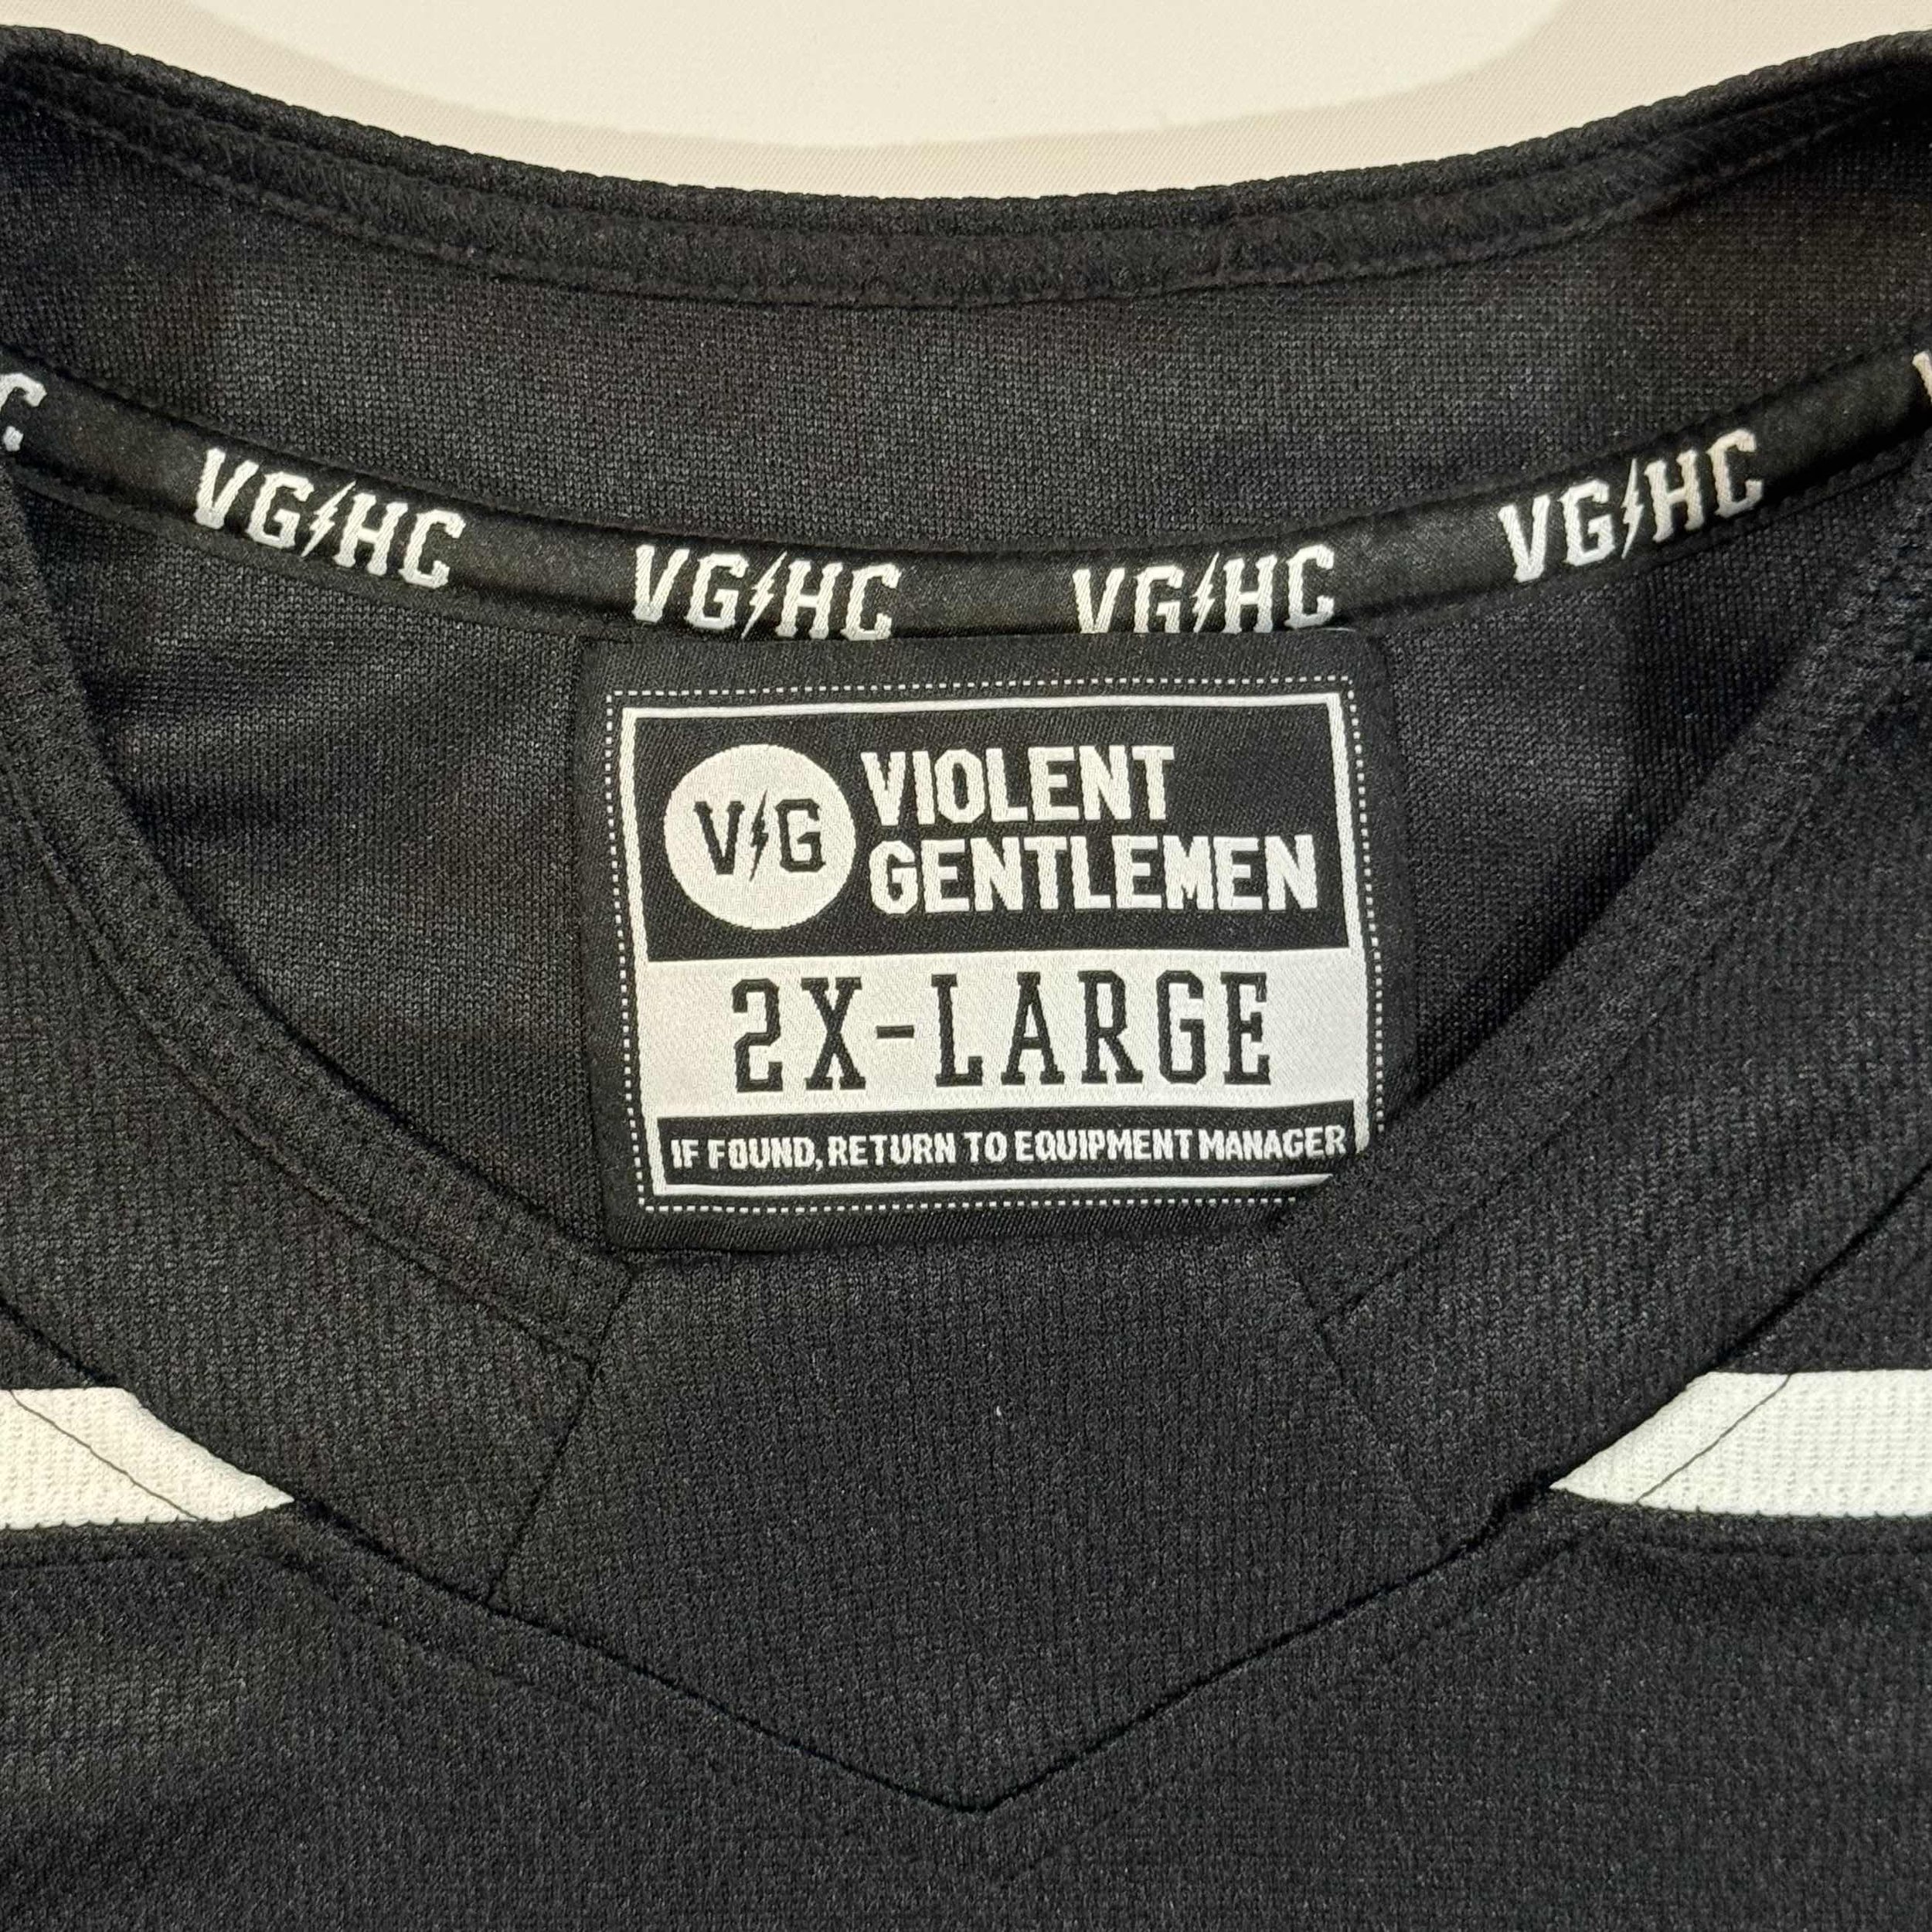 C
VG HC
VG HC
VG HC
VG HC
V G
VIOLENT
GENTLEMEN
2X-LARGE
IF FOUND, RETURN TO EQUIPMENT MANAGER